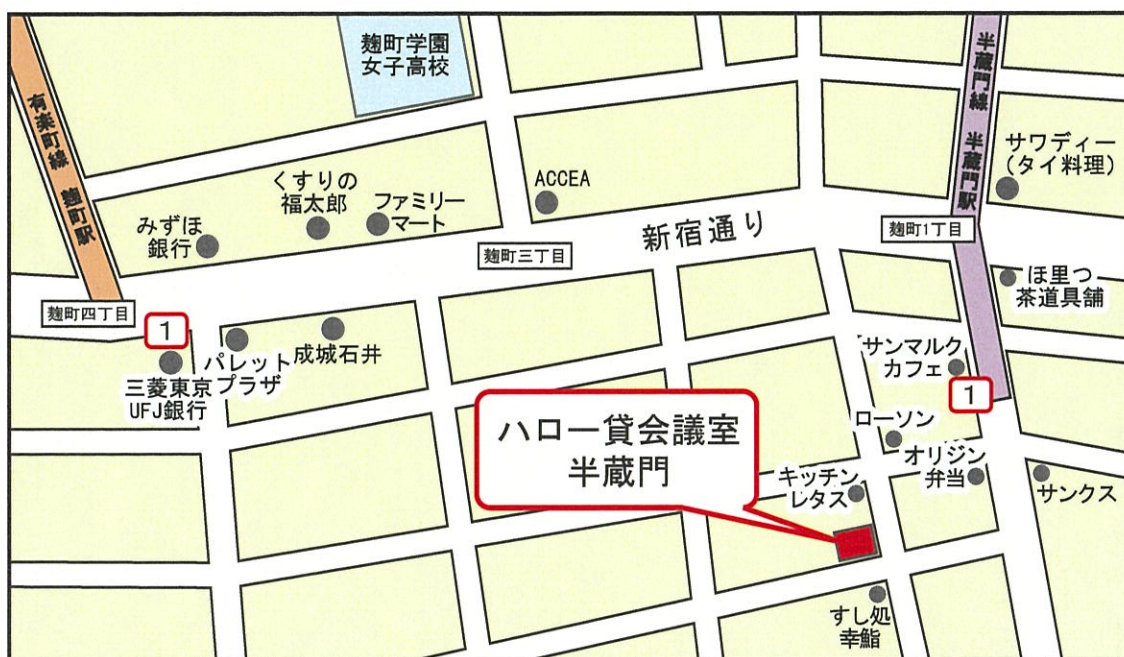 麹町学園
女子高校
有楽町線 麹町駅
半蔵門線 半蔵門駅
サワディー
(タイ料理)
ACCEA
くすりの
福太郎
ファミリー
マート
みずほ
銀行
新宿通り
麹町1丁目
麹町三丁目
麹町四丁目
ほ里つ
茶道具舗
1
パレット
プラザ
成城石井
三菱東京
UFJ銀行
サンマルク
カフェ
1
ハロー貸会議室
半蔵門
ローソン
オリジン
弁当
キッチン
レタス
サンクス
すし処
幸鮨